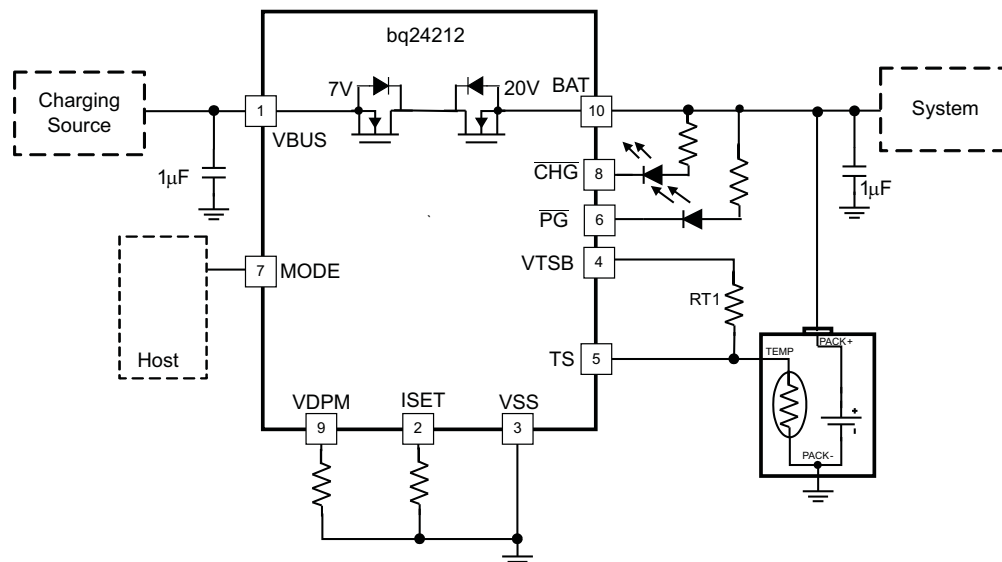 bq24212
Charging
Source
1
VBUS
7V
20V
BAT
10
System
1µF
CHG
8
1µF
PG
6
VTSB
4
RT1
7
MODE
Host
TS
5
TEMP
PACK+
+
-
PACK-
VDPM
9
ISET
2
VSS
3